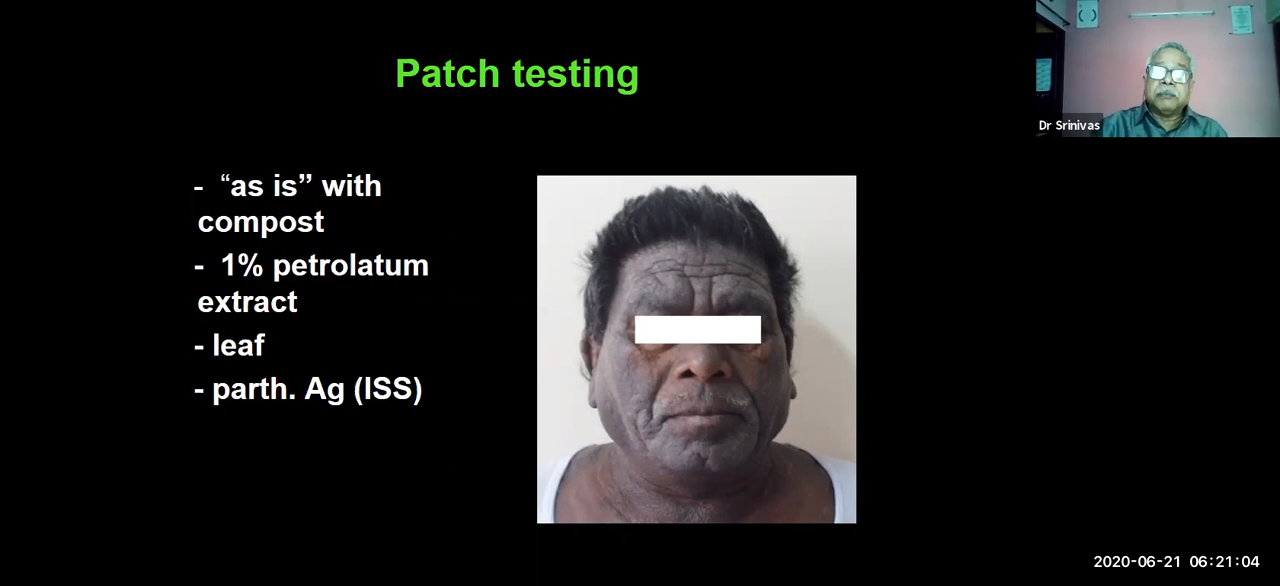 Patch testing
Dr Srinivas
- “as is” with
compost
- 1% petrolatum
extract
- leaf
- parth. Ag (ISS)
2020-06-21 06:21:04